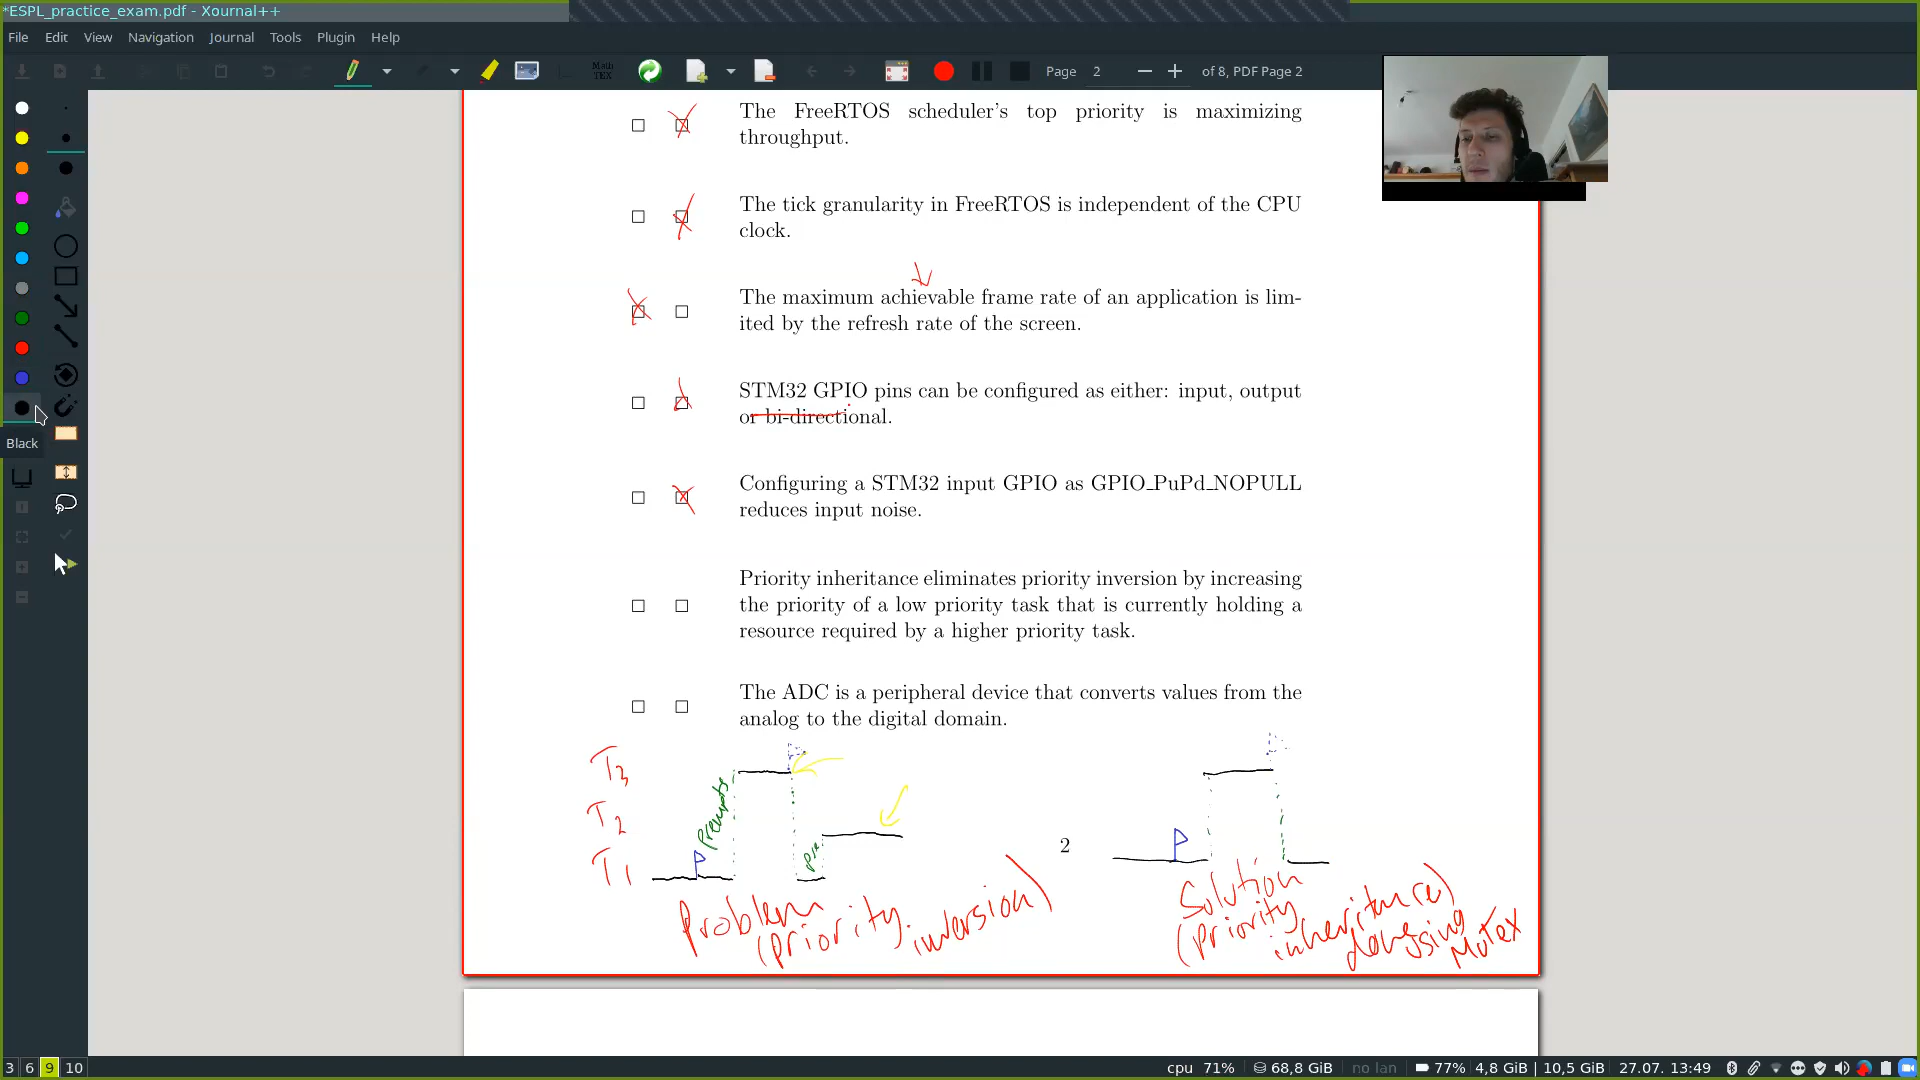 *ESPL_practice_exam.pdf - Xournal++
File Edit View Navigation Journal Tools Plugin Help
Math TEX
Page 2 of 8, PDF Page 2
The FreeRTOS scheduler's top priority is maximizing
throughput.
The tick granularity in FreeRTOS is independent of the CPU
clock.
The maximum achievable frame rate of an application is lim-
ited by the refresh rate of the screen.
STM32 GPIO pins can be configured as either: input, output
or bi-directional.
Configuring a STM32 input GPIO as GPIO_PuPd_NOPULL
reduces input noise.
Priority inheritance eliminates priority inversion by increasing
the priority of a low priority task that is currently holding a
resource required by a higher priority task.
The ADC is a peripheral device that converts values from the
analog to the digital domain.
Black
T3
T2
T1
P
Preempts
Pre
P
2
Problem
(priority inversion)
Solution
(priority inheritance)
using Mutex
3 6 9 10
cpu 71% 68,8 GiB no lan 77% 4,8 GiB 10,5 GiB 27.07. 13:49